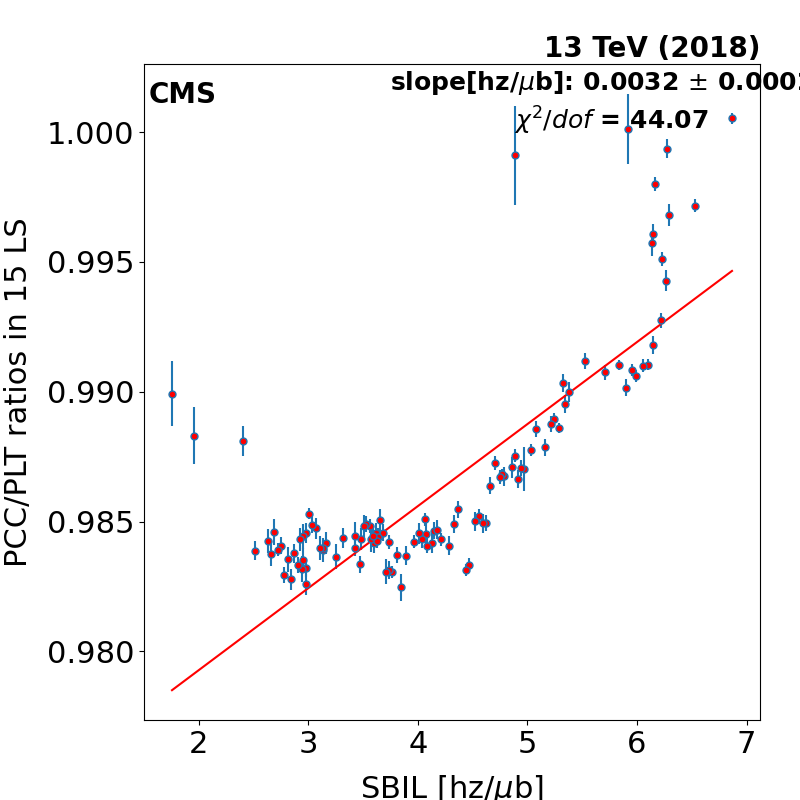 13 TeV (2018)
CMS
slope[hz/μb]: 0.0032 ± 0.000
χ²/dof = 44.07
PCC/PLT ratios in 15 LS
1.000
0.995
0.990
0.985
0.980
2 3 4 5 6 7
SBIL [hz/μb]